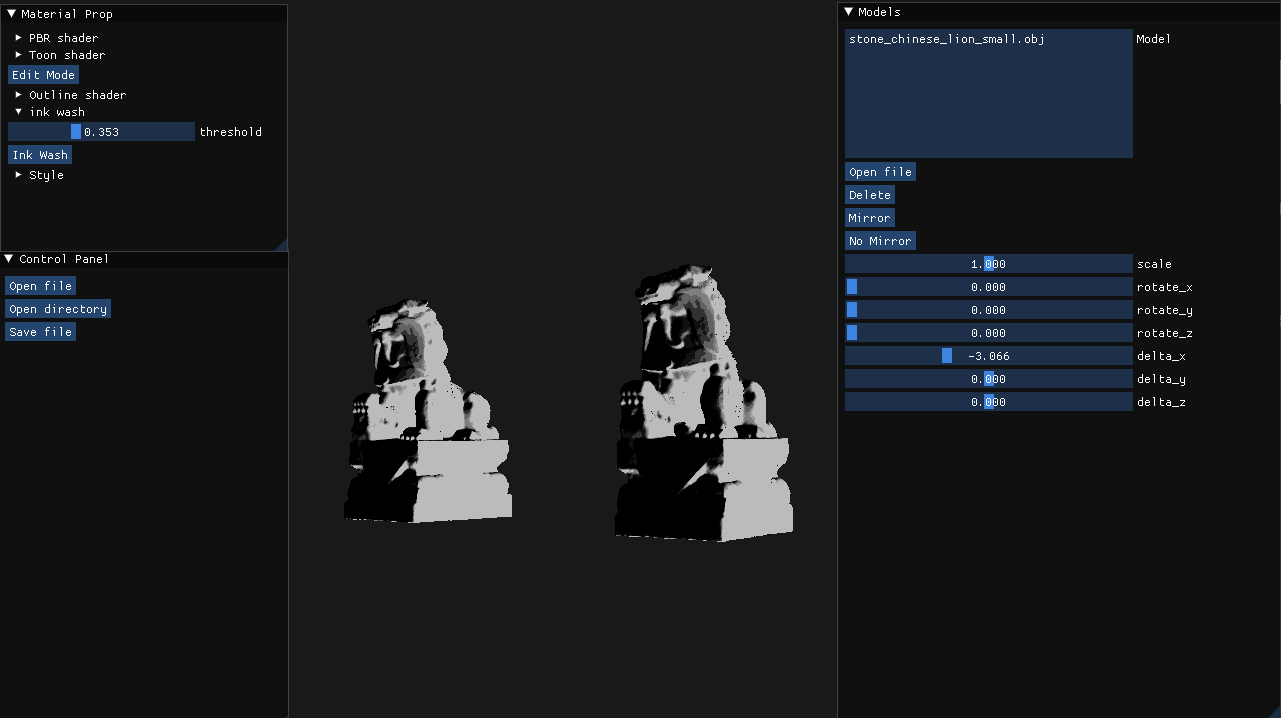 Material Prop
PBR shader
Toon shader
Edit Mode
Outline shader
ink wash
0.353 threshold
Ink Wash
Style
Control Panel
Open file
Open directory
Save file
Models
stone_chinese_lion_small.obj Model
Open file
Delete
Mirror
No Mirror
1.000 scale
0.000 rotate_x
0.000 rotate_y
0.000 rotate_z
-3.066 delta_x
0.000 delta_y
0.000 delta_z